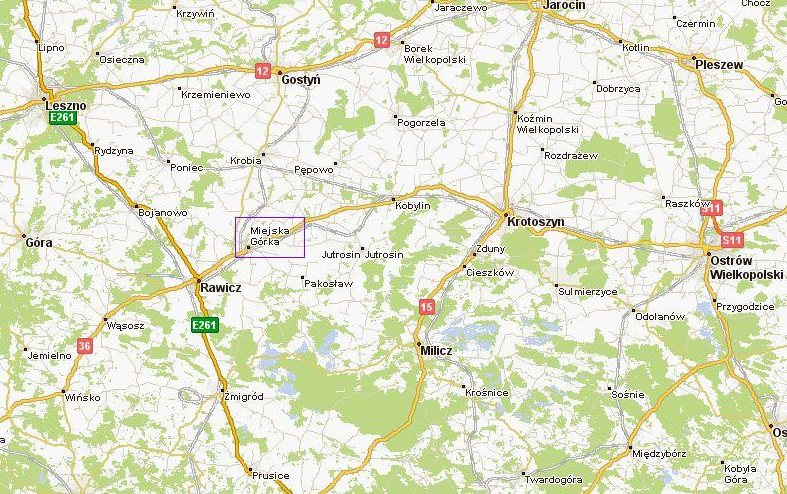 Krzywiń
Jaraczewo
Jarocin
Chocz
Czermin
Lipno
Osieczna
12
Borek
Wielkopolski
Kotlin
Pleszew
12
Gostyń
Krzemieniewo
Dobrzyca
Go
Leszno
E261
Pogorzela
Koźmin
Wielkopolski
Rydzyna
Poniec
Krobia
Pępowo
Rozdrażew
Bojanowo
Kobylin
Raszków
S11
Krotoszyn
Góra
Miejska
Górka
S11
Jutrosin
Jutrosin
Zduny
Ostrów
Wielkopolski
Rawicz
Pakosław
Cieszków
Sulmierzyce
Przygodzice
15
Odolanów
Wąsosz
E261
36
Jemielno
Milicz
Wińsko
Żmigród
Krośnice
Sośnie
Os
a
Międzybórz
Prusice
Twardogóra
Kobyla
Góra